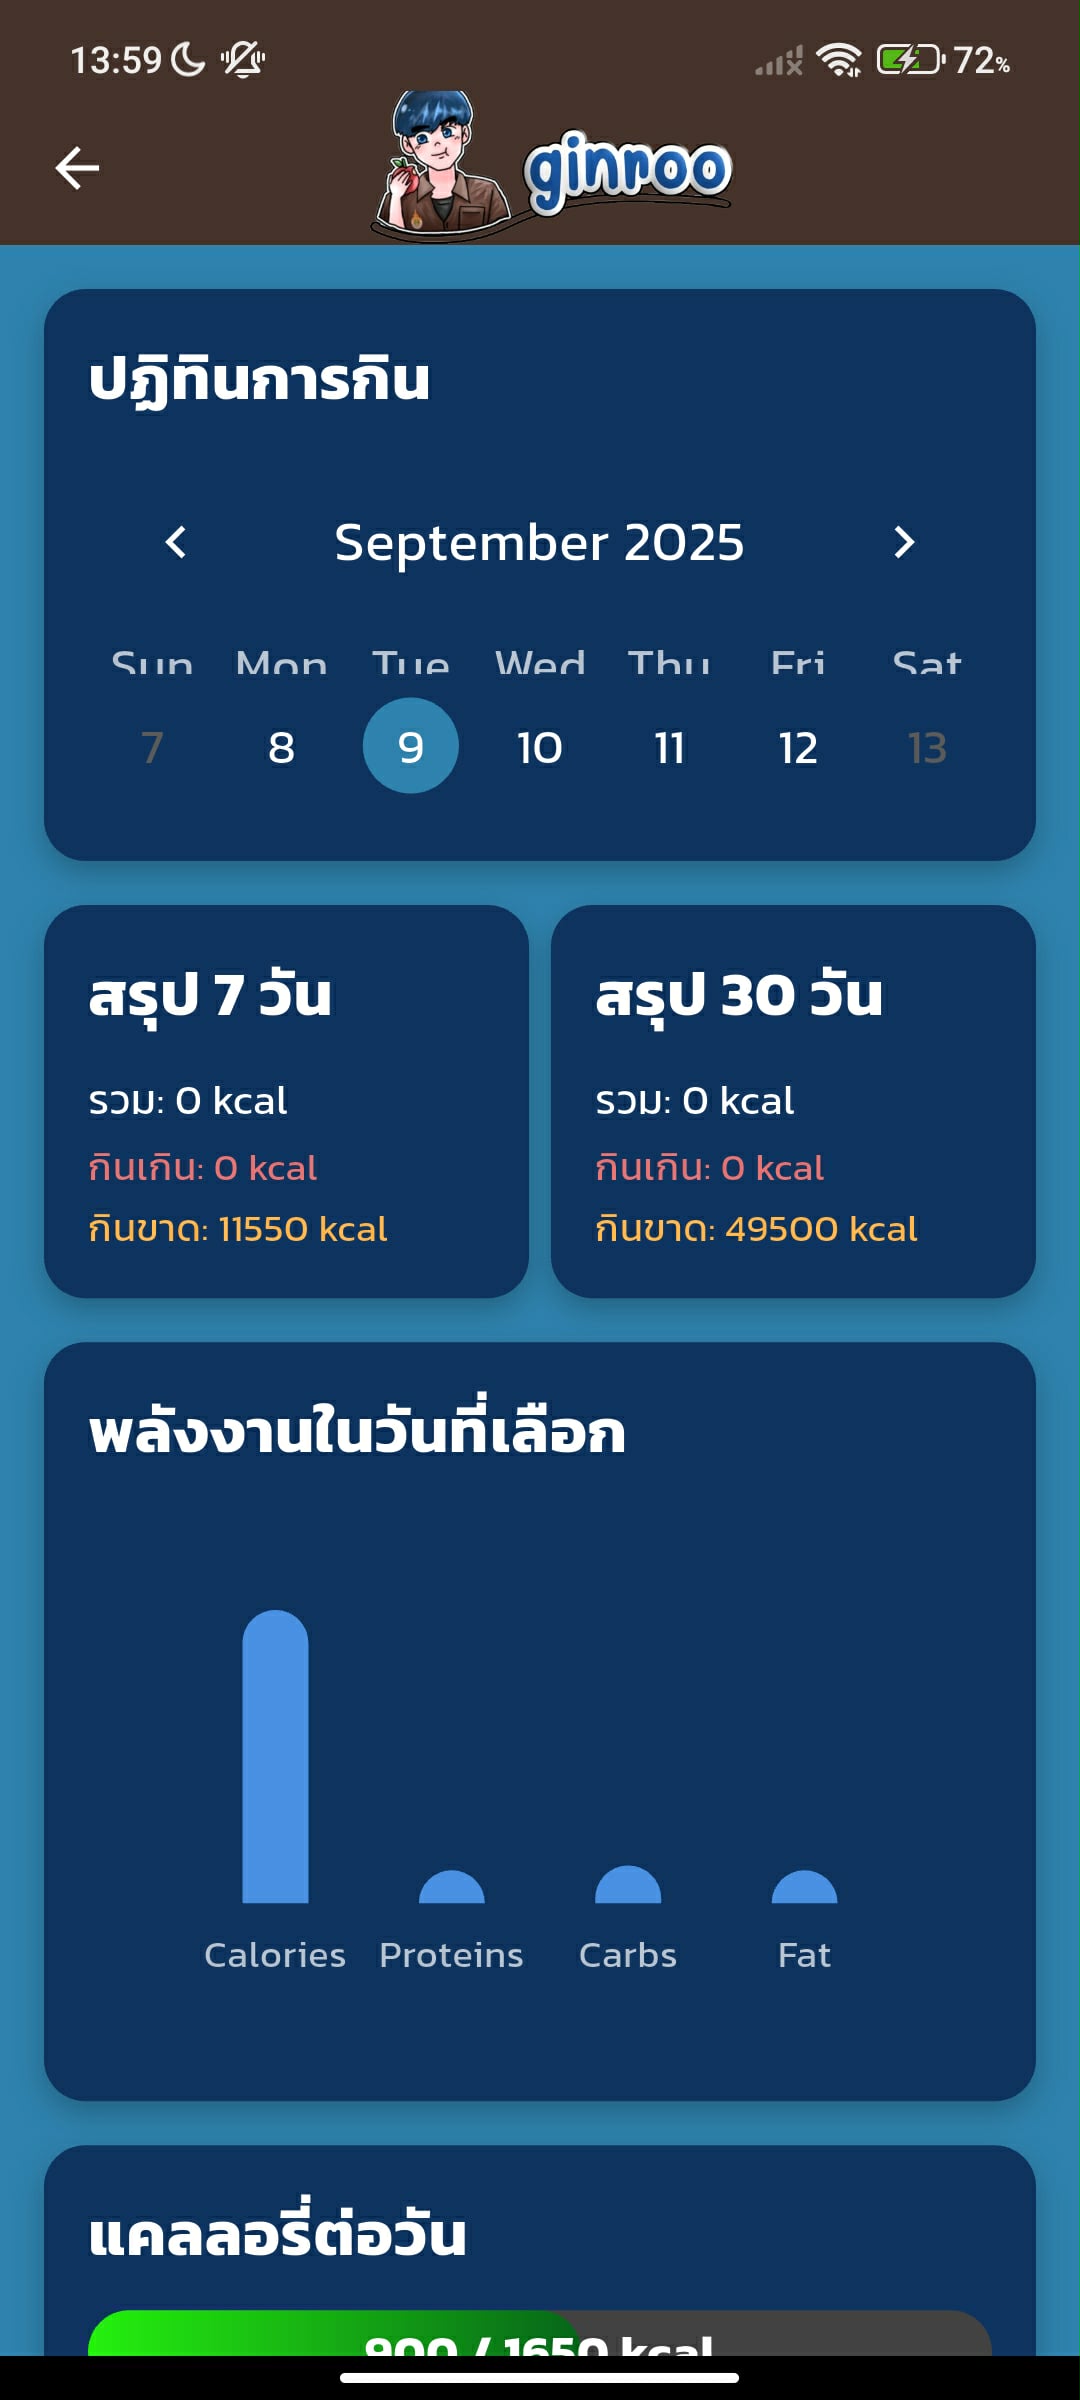 13:59 72%
ginroo
ปฏิทินการกิน
September 2025
Sun Mon Tue Wed Thu Fri Sat
7 8 9 10 11 12 13
สรุป 7 วัน
รวม: 0 kcal
กินเกิน: 0 kcal
กินขาด: 11550 kcal
สรุป 30 วัน
รวม: 0 kcal
กินเกิน: 0 kcal
กินขาด: 49500 kcal
พลังงานในวันที่เลือก
Calories Proteins Carbs Fat
แคลลอรี่ต่อวัน
900 / 1650 kcal